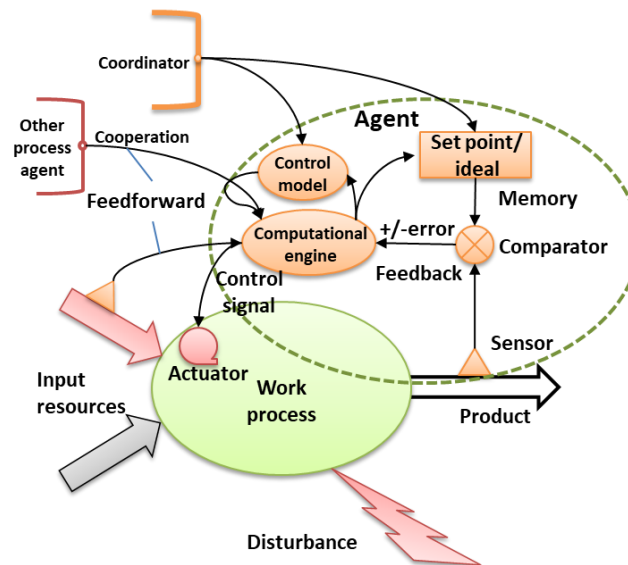 Coordinator
Other
process
agent
Cooperation
Agent
Control
model
Set point/
ideal
Feedforward
Memory
Computational
engine
+/-error
Comparator
Feedback
Control
signal
Sensor
Actuator
Input
resources
Work
process
Product
Disturbance